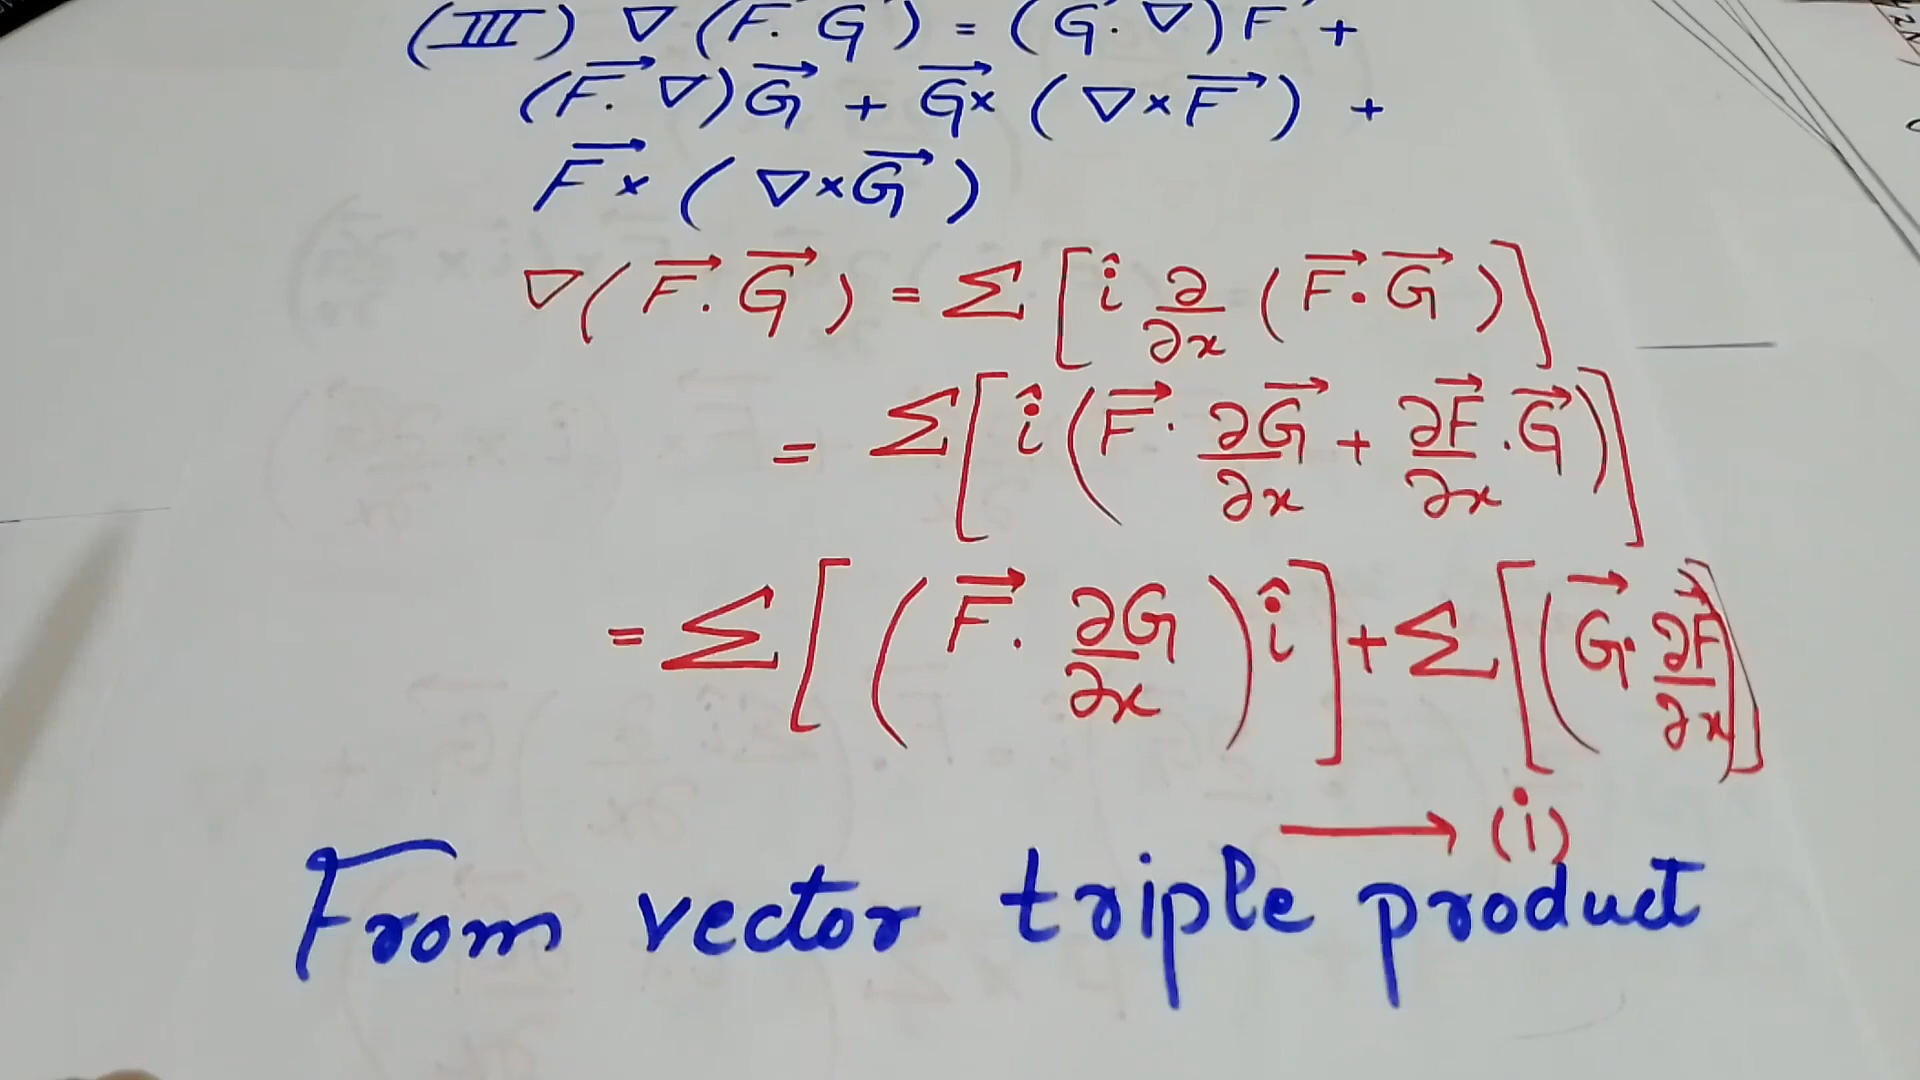 (III) ∇ (F⃗. G⃗) = (G⃗. ∇) F⃗ +
(F⃗. ∇) G⃗ + G⃗ × (∇ × F⃗) +
F⃗ × (∇ × G⃗)
∇ (F⃗. G⃗) = Σ [î ∂/∂x (F⃗. G⃗)]
= Σ [î (F⃗. ∂G⃗/∂x + ∂F⃗/∂x . G⃗)]
= Σ [(F⃗. ∂G/∂x) î] + Σ [(G⃗. ∂F⃗/∂x)]
⟶ (i)
From vector triple product